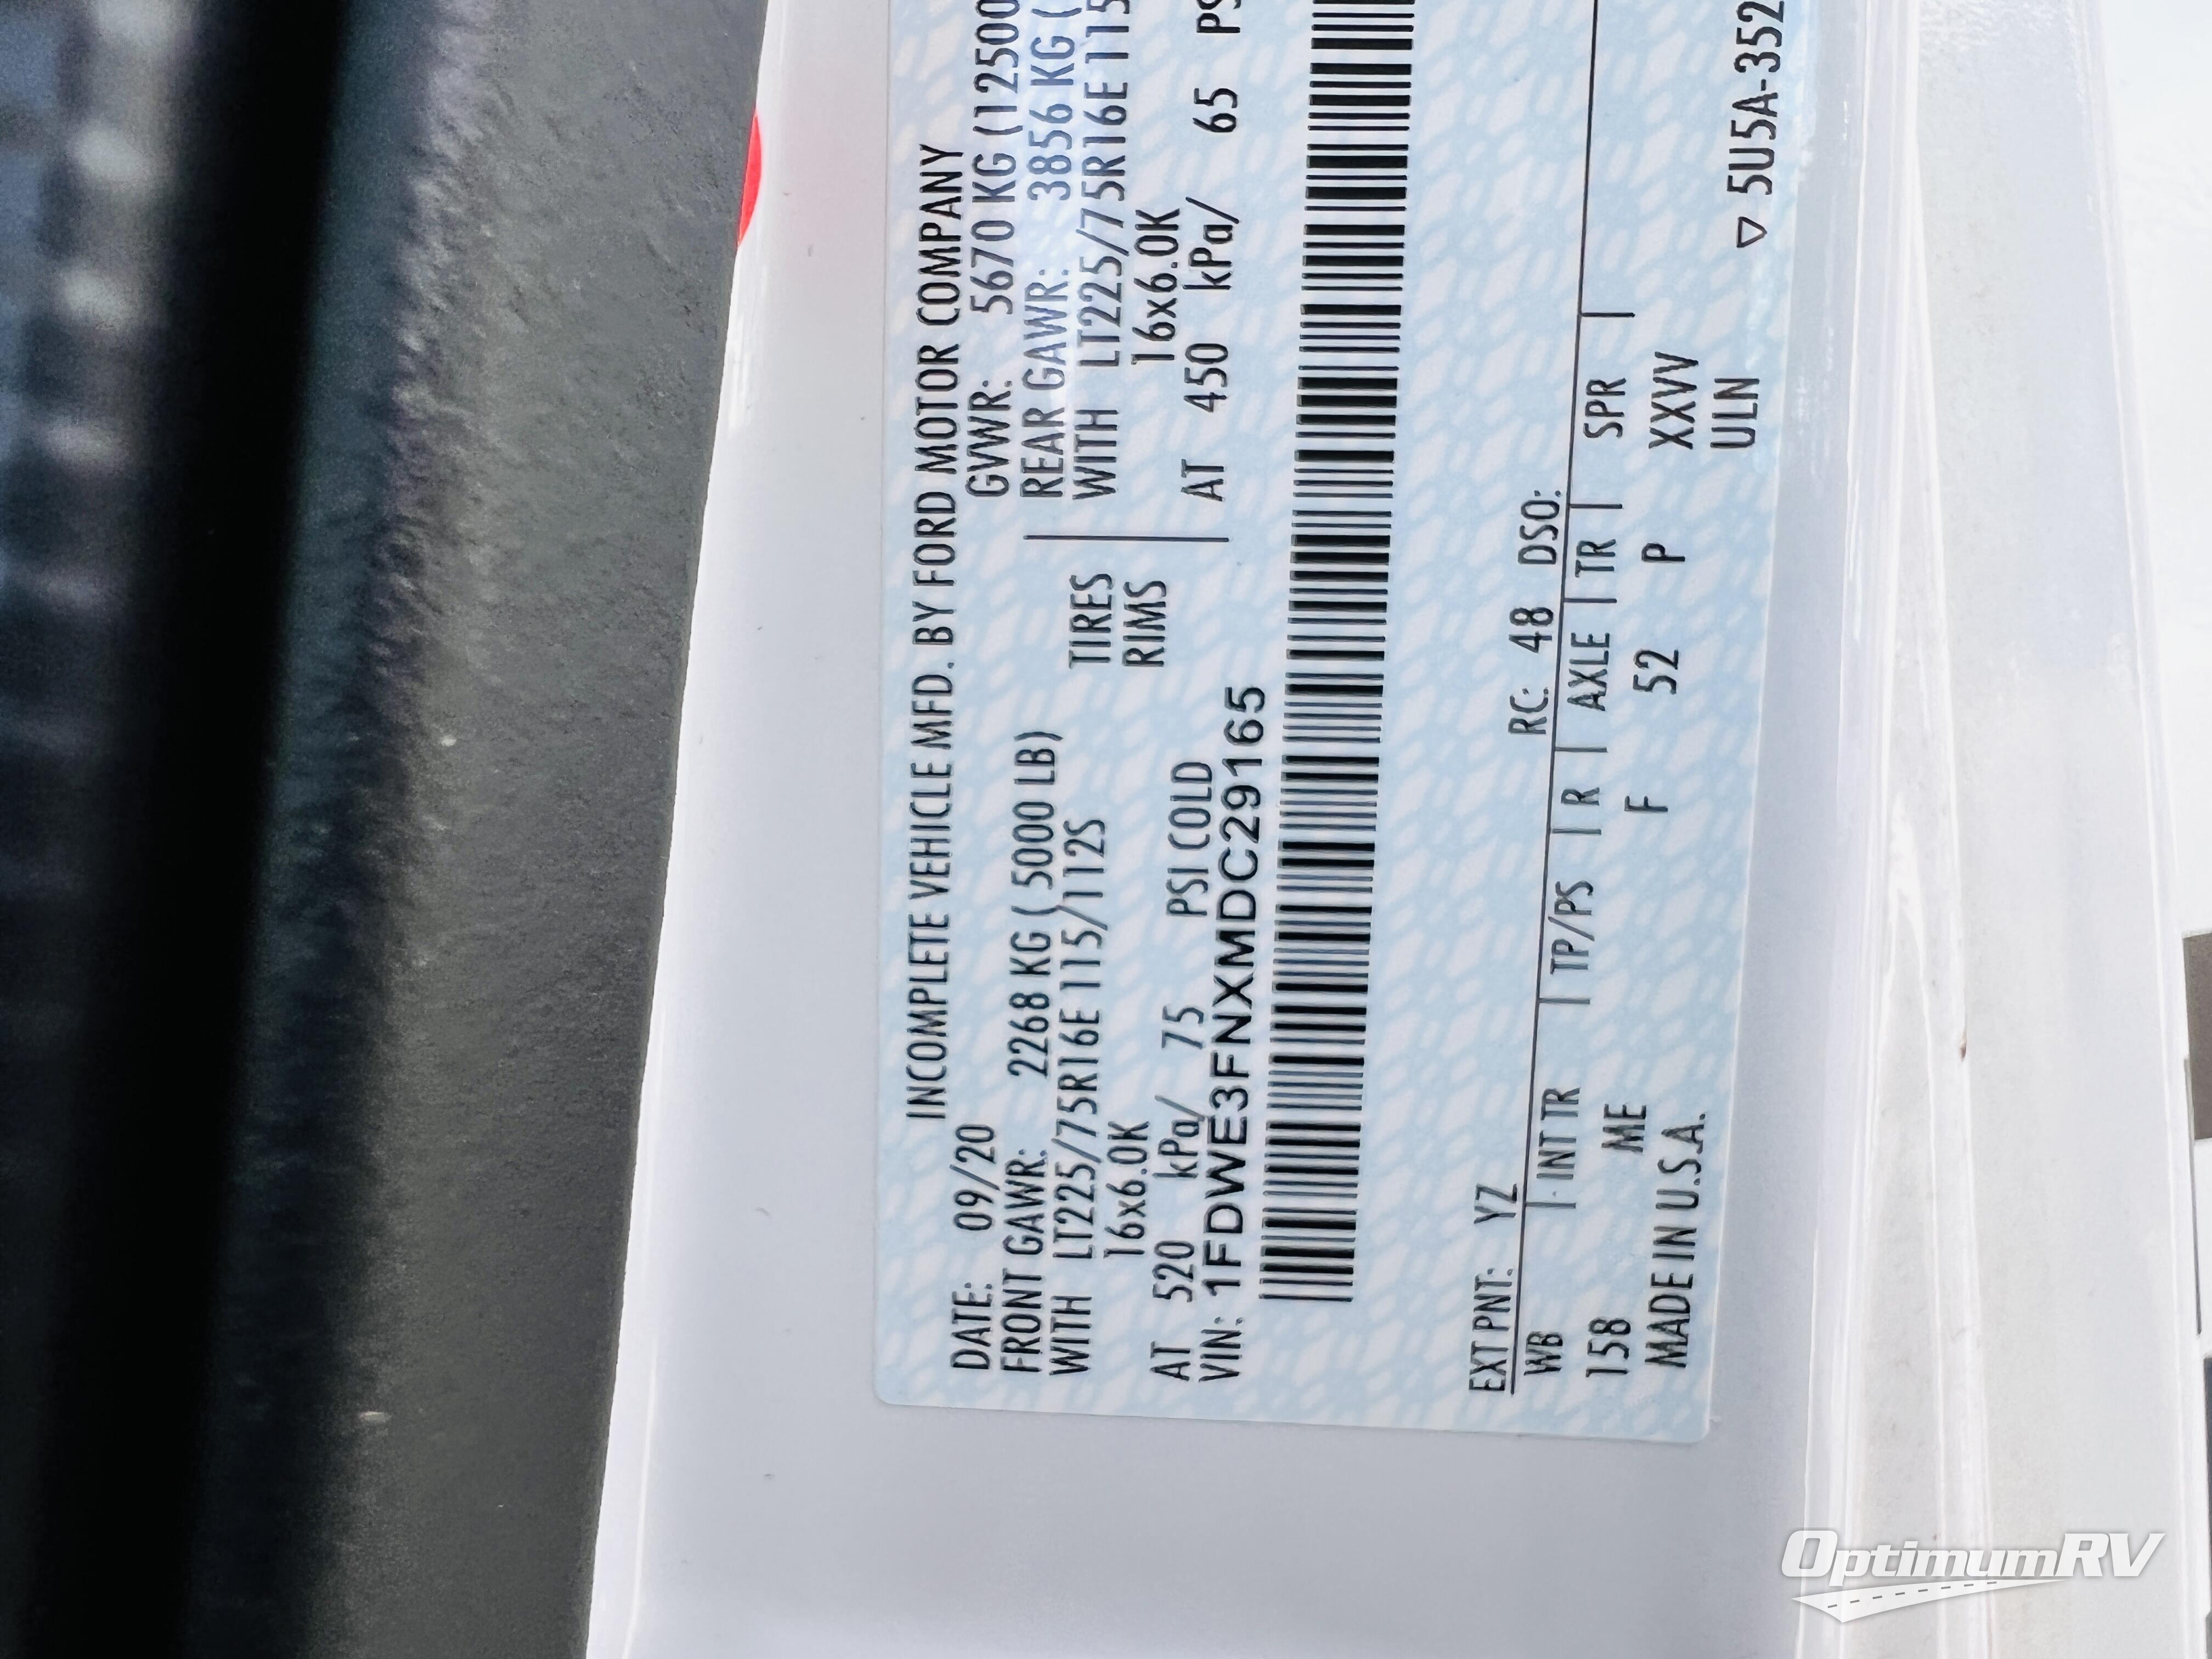 INCOMPLETE VEHICLE MFD. BY FORD MOTOR COMPANY
DATE: 09/20 GVWR: 5670 KG (12500
FRONT GAWR: 2268 KG ( 5000 LB) REAR GAWR: 3856 KG (
WITH LT225/75R16E 115/112S TIRES WITH LT225/75R16E 115
16x6.0K RIMS 16x6.0K
AT 520 kPa/ 75 PSI COLD AT 450 kPa/ 65 PS
VIN: 1FDWE3FNXMDC29165
EXT PNT: YZ RC: 48 DSO:
WB INT TR TP/PS R AXLE TR SPR
158 ME F 52 P XXVV
MADE IN U.S.A. ULN
▽ 5U5A-352
OptimumRV